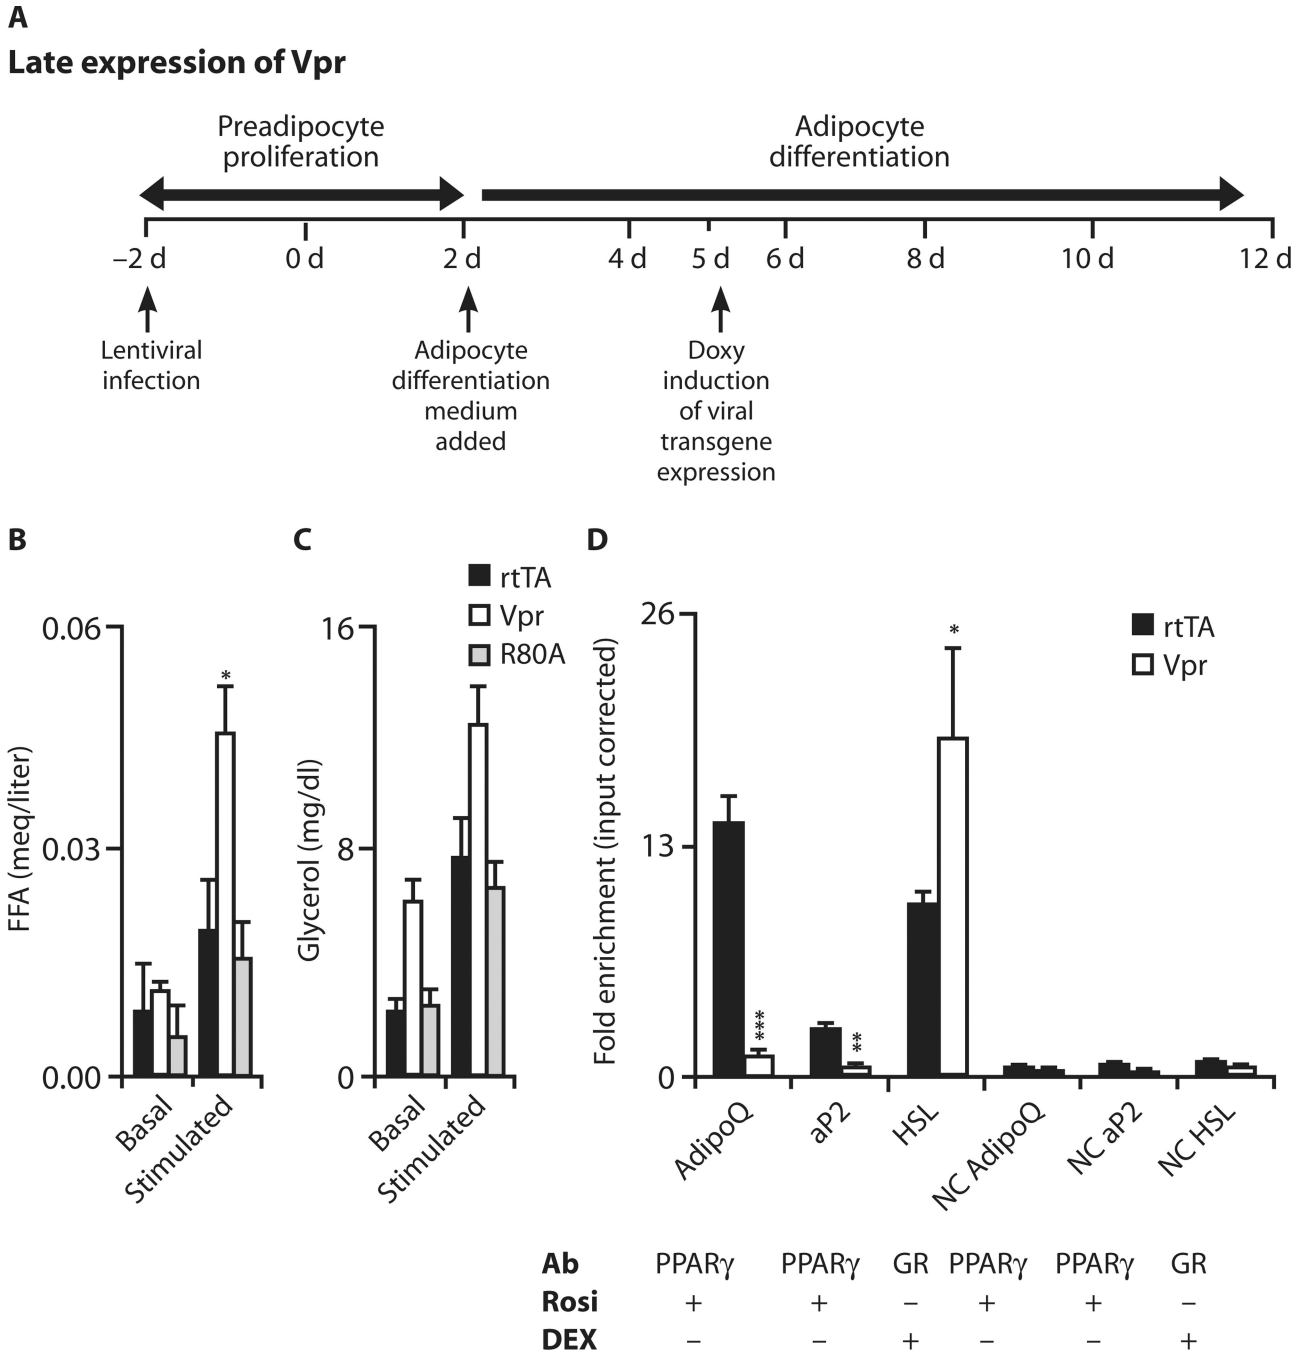 A
Late expression of Vpr
Preadipocyte
proliferation
Adipocyte
differentiation
–2 d 0 d 2 d 4 d 5 d 6 d 8 d 10 d 12 d
Lentiviral
infection
Adipocyte
differentiation
medium
added
Doxy
induction
of viral
transgene
expression
B
FFA (meq/liter)
0.06
0.03
0.00
*
Basal
Stimulated
C
rtTA
Vpr
R80A
Glycerol (mg/dl)
16
8
0
Basal
Stimulated
D
rtTA
Vpr
Fold enrichment (input corrected)
26
13
0
***
**
*
AdipoQ
aP2
HSL
NC AdipoQ
NC aP2
NC HSL
Ab PPARγ PPARγ GR PPARγ PPARγ GR
Rosi + + – + + –
DEX – – + – – +